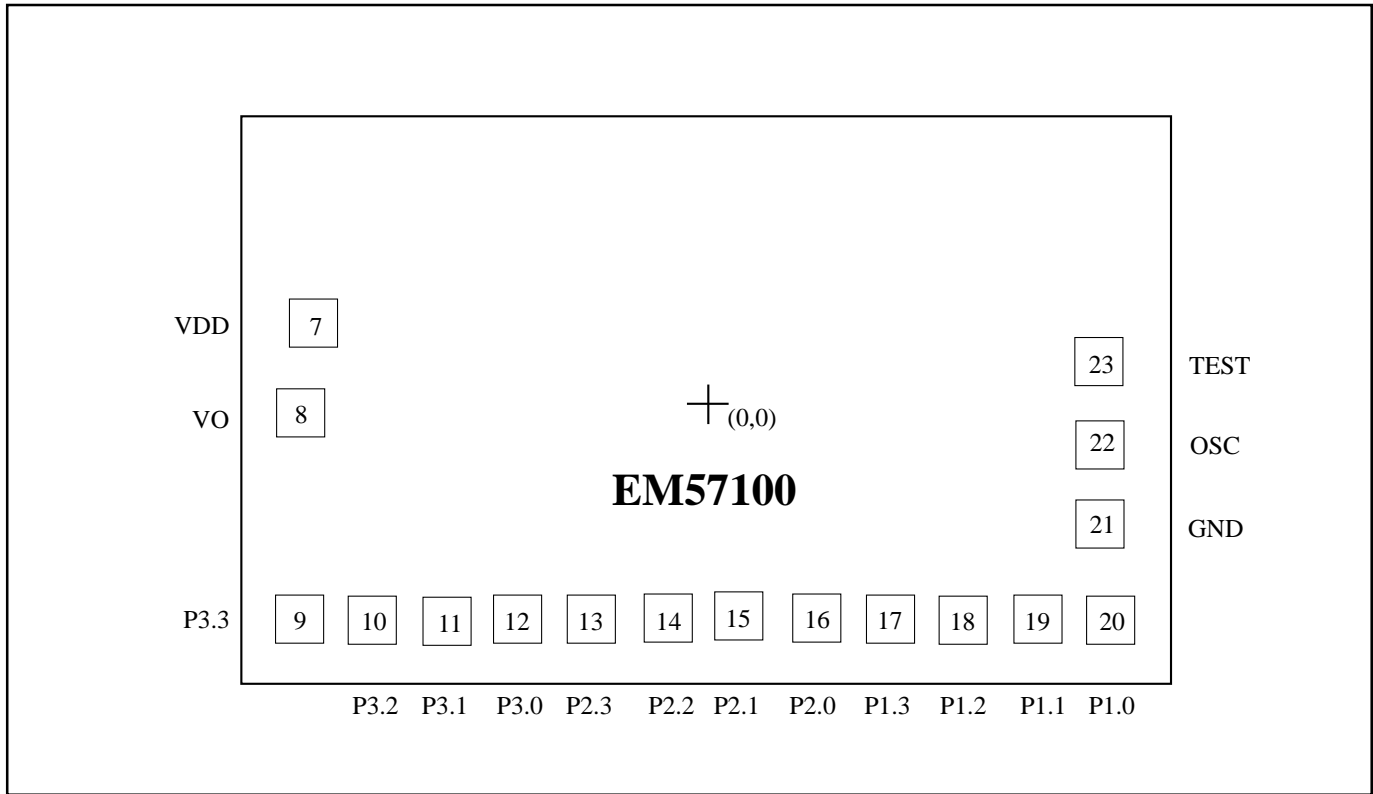 VDD 7
23 TEST
VO 8
(0,0)
22 OSC
EM57100
21 GND
P3.3 9 10 11 12 13 14 15 16 17 18 19 20
P3.2 P3.1 P3.0 P2.3 P2.2 P2.1 P2.0 P1.3 P1.2 P1.1 P1.0